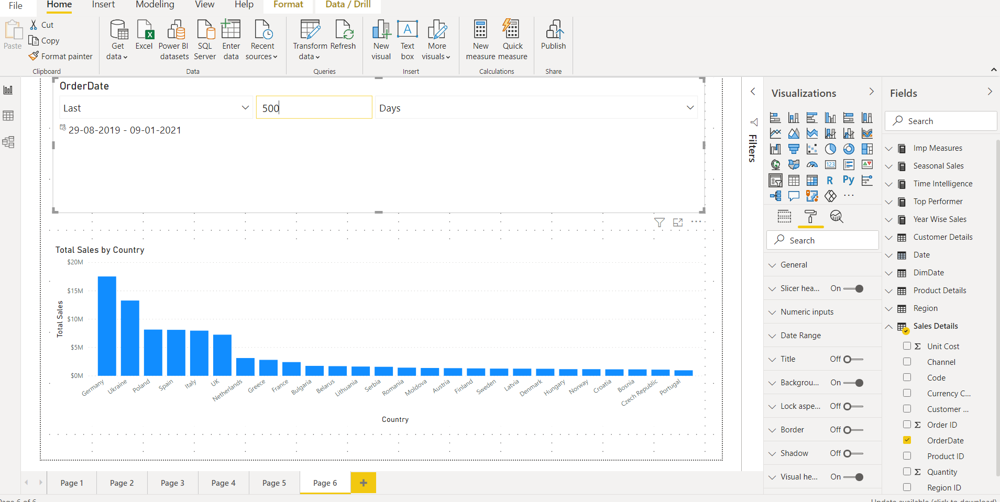 File Home Insert Modeling View Help Format Data / Drill
Paste
Cut
Copy
Format painter
Clipboard
Get data
Excel
Power BI datasets
SQL Server
Enter data
Recent sources
Data
Transform data
Refresh
Queries
New visual
Text box
More visuals
Insert
New measure
Quick measure
Calculations
Publish
Share
OrderDate
Last 500 Days
29-08-2019 - 09-01-2021
Total Sales by Country
Total Sales
$20M
$15M
$10M
$5M
$0M
Germany Ukraine Poland Spain Italy UK Netherlands Greece France Bulgaria Belarus Lithuania Serbia Romania Moldova Austria Finland Sweden Latvia Denmark Hungary Norway Croatia Bosnia Czech Republic Portugal
Country
Page 1 Page 2 Page 3 Page 4 Page 5 Page 6 +
Page 6 of 6
Filters
Visualizations
123
R Py
Search
General
Slicer hea... On
Numeric inputs
Date Range
Title Off
Backgrou... On
Lock aspe... Off
Border Off
Shadow Off
Visual he... On
Fields
Search
Imp Measures
Seasonal Sales
Time Intelligence
Top Performer
Year Wise Sales
Customer Details
Date
DimDate
Product Details
Region
Sales Details
Σ Unit Cost
Channel
Code
Currency C...
Customer ...
Σ Order ID
OrderDate
Product ID
Σ Quantity
Region ID
Update available (click to download)